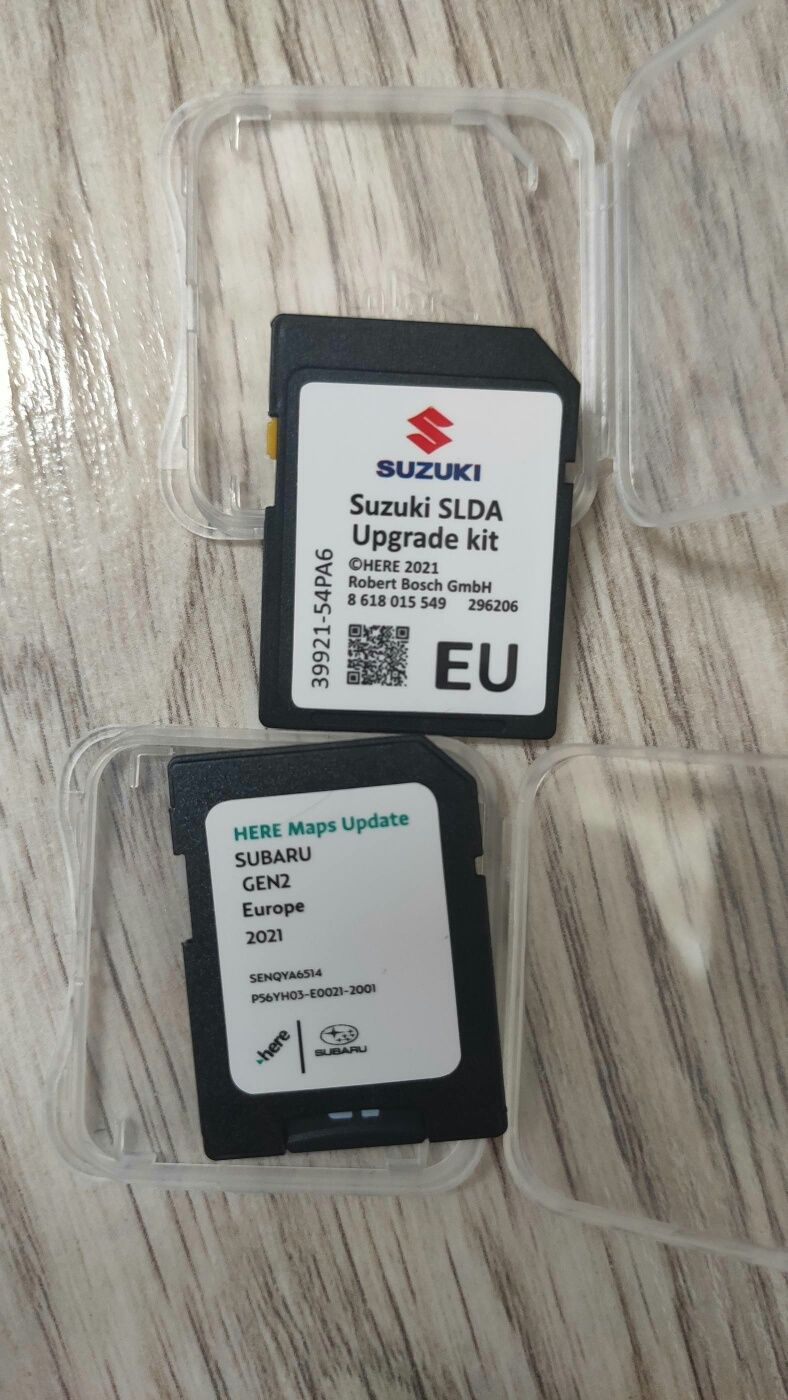 SUZUKI
Suzuki SLDA
Upgrade kit
©HERE 2021
Robert Bosch GmbH
8 618 015 549 296206
39921-54PA6
EU
HERE Maps Update
SUBARU
GEN2
Europe
2021
SENQYA6514
P56YH03-E0021-2001
here
SUBARU